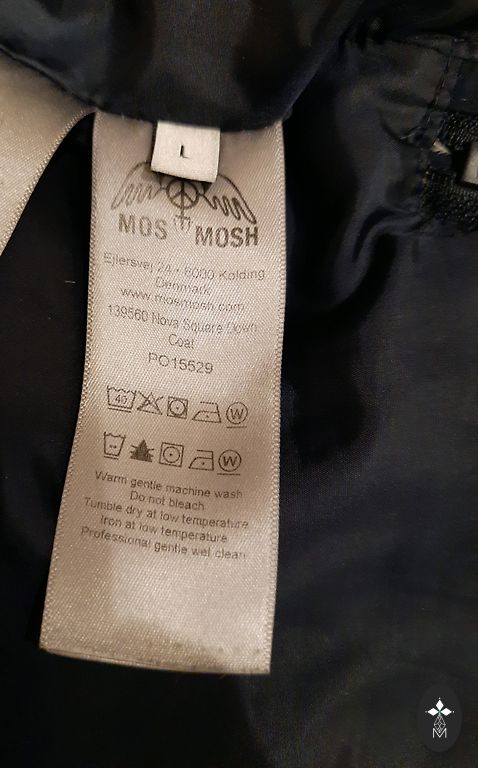 L
MOS MOSH
Ejlersvej 24 • 6000 Kolding
Denmark
www.mosmosh.com
139560 Nova Square Down
Coat
PO15529
40 W
W
Warm gentle machine wash
Do not bleach
Tumble dry at low temperature
Iron at low temperature
Professional gentle wet clean
M